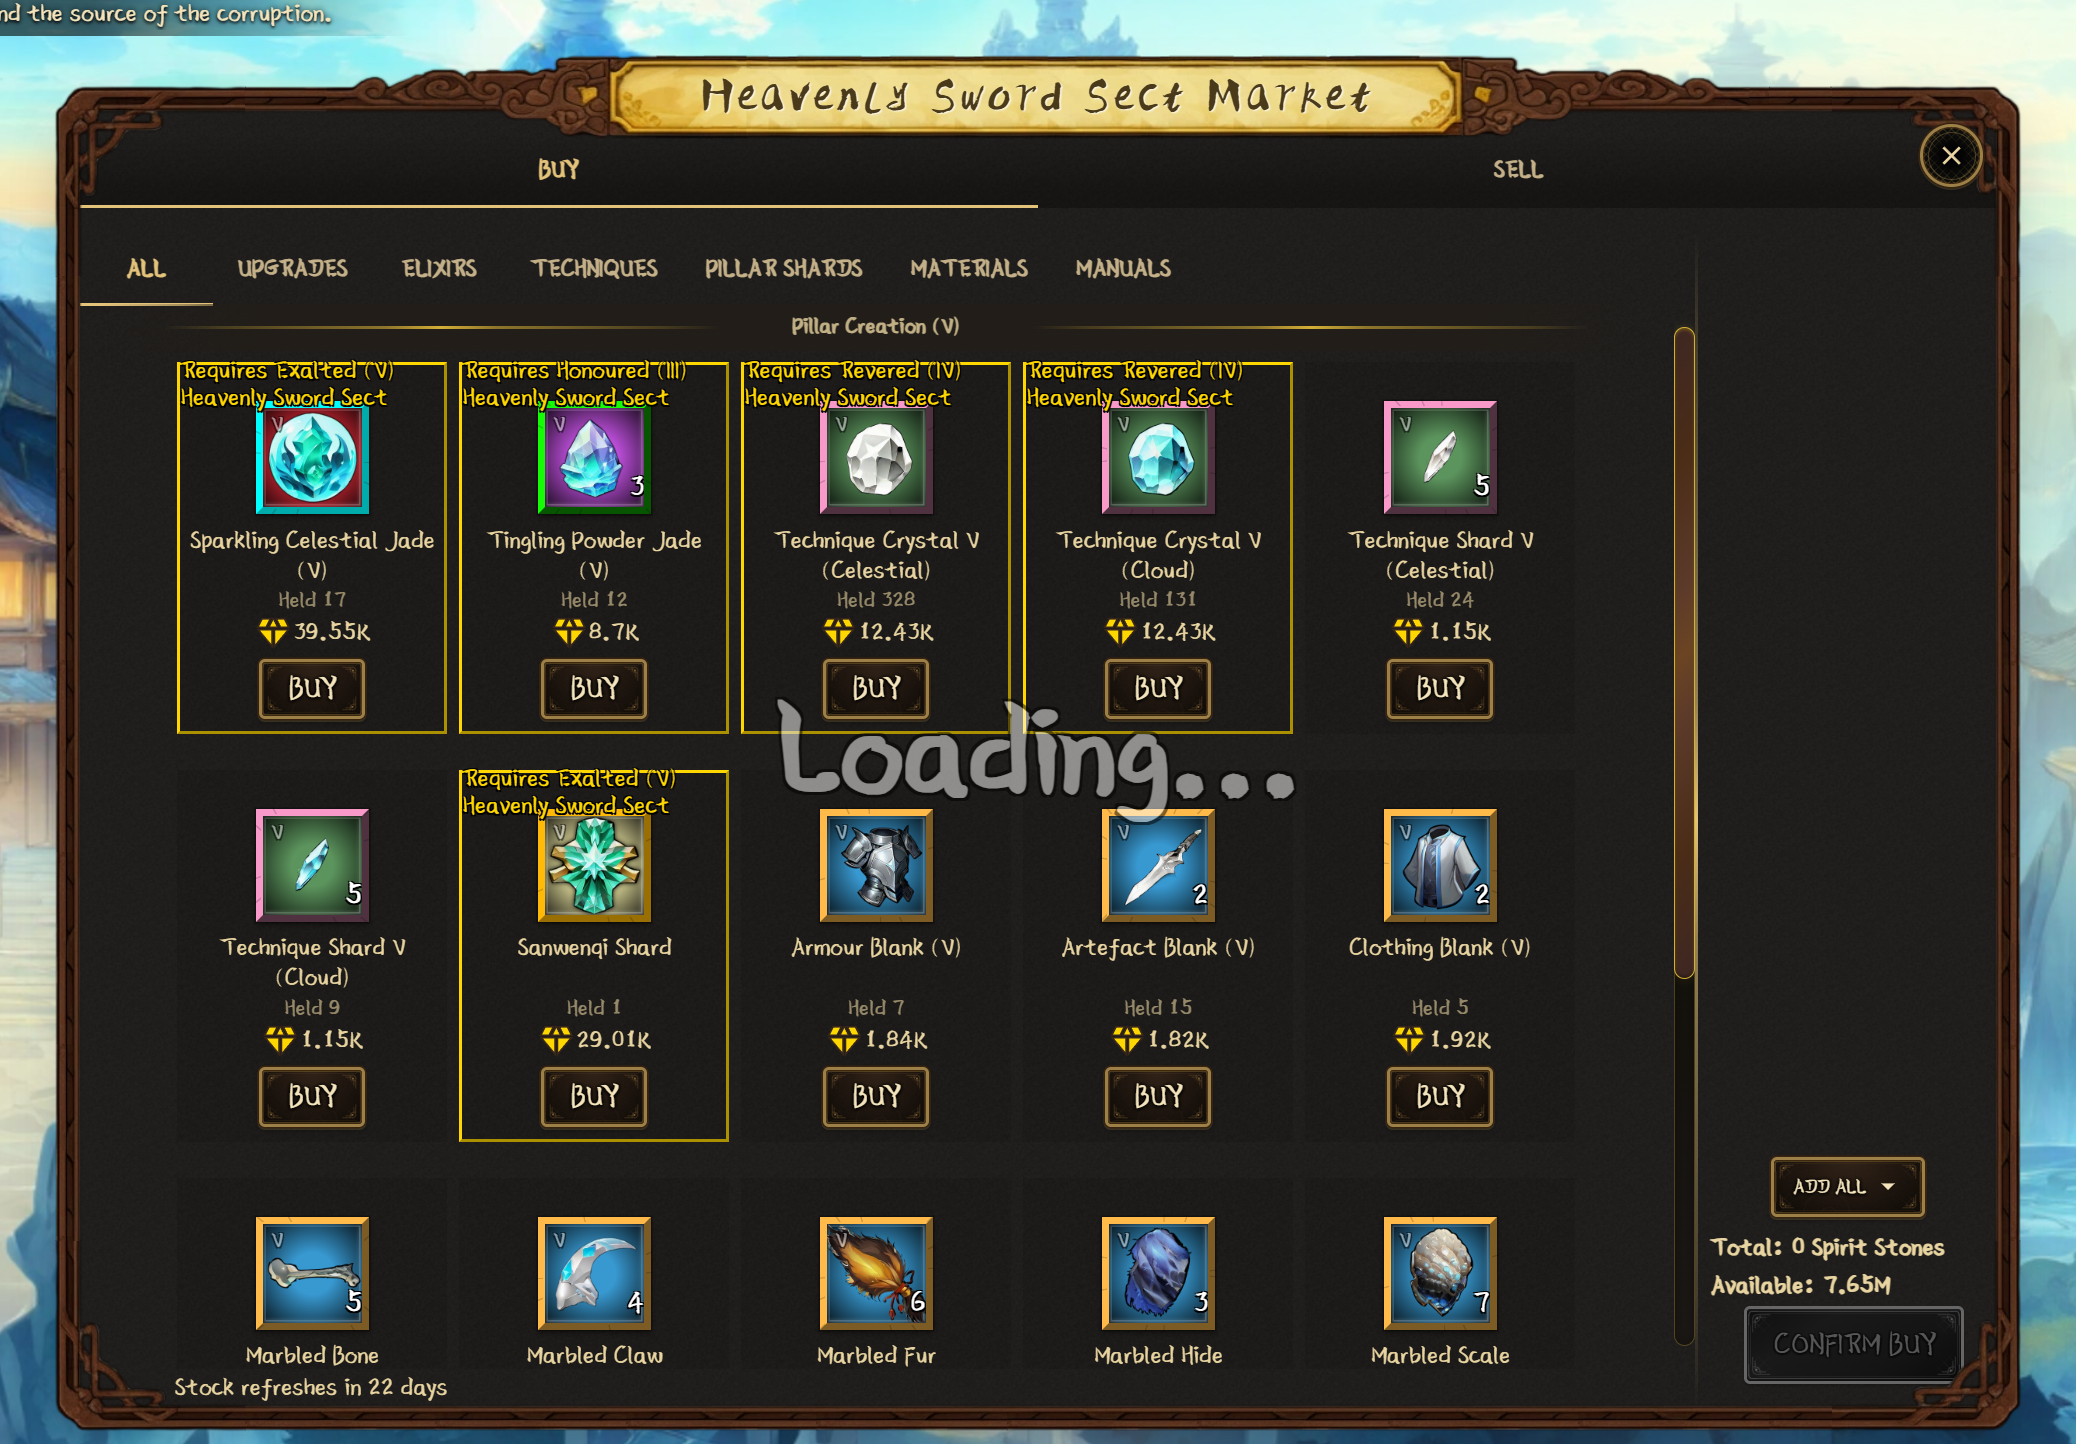 nd the source of the corruption.
Heavenly Sword Sect Market
BUY
SELL
ALL
UPGRADES
ELIXIRS
TECHNIQUES
PILLAR SHARDS
MATERIALS
MANUALS
Pillar Creation (V)
Requires Exalted (V)
Heavenly Sword Sect
V
Sparkling Celestial Jade
(V)
Held 17
39.55K
BUY
Requires Honoured (III)
Heavenly Sword Sect
V
3
Tingling Powder Jade
(V)
Held 12
8.7K
BUY
Requires Revered (IV)
Heavenly Sword Sect
V
Technique Crystal V
(Celestial)
Held 328
12.43K
BUY
Requires Revered (IV)
Heavenly Sword Sect
V
Technique Crystal V
(Cloud)
Held 131
12.43K
BUY
V
5
Technique Shard V
(Celestial)
Held 24
1.15K
BUY
Loading...
V
5
Technique Shard V
(Cloud)
Held 9
1.15K
BUY
Requires Exalted (V)
Heavenly Sword Sect
V
Sanwenqi Shard
Held 1
29.01K
BUY
V
Armour Blank (V)
Held 7
1.84K
BUY
V
2
Artefact Blank (V)
Held 15
1.82K
BUY
V
2
Clothing Blank (V)
Held 5
1.92K
BUY
V
5
Marbled Bone
V
4
Marbled Claw
V
6
Marbled Fur
V
3
Marbled Hide
V
7
Marbled Scale
Stock refreshes in 22 days
ADD ALL
Total: 0 Spirit Stones
Available: 7.65M
CONFIRM BUY